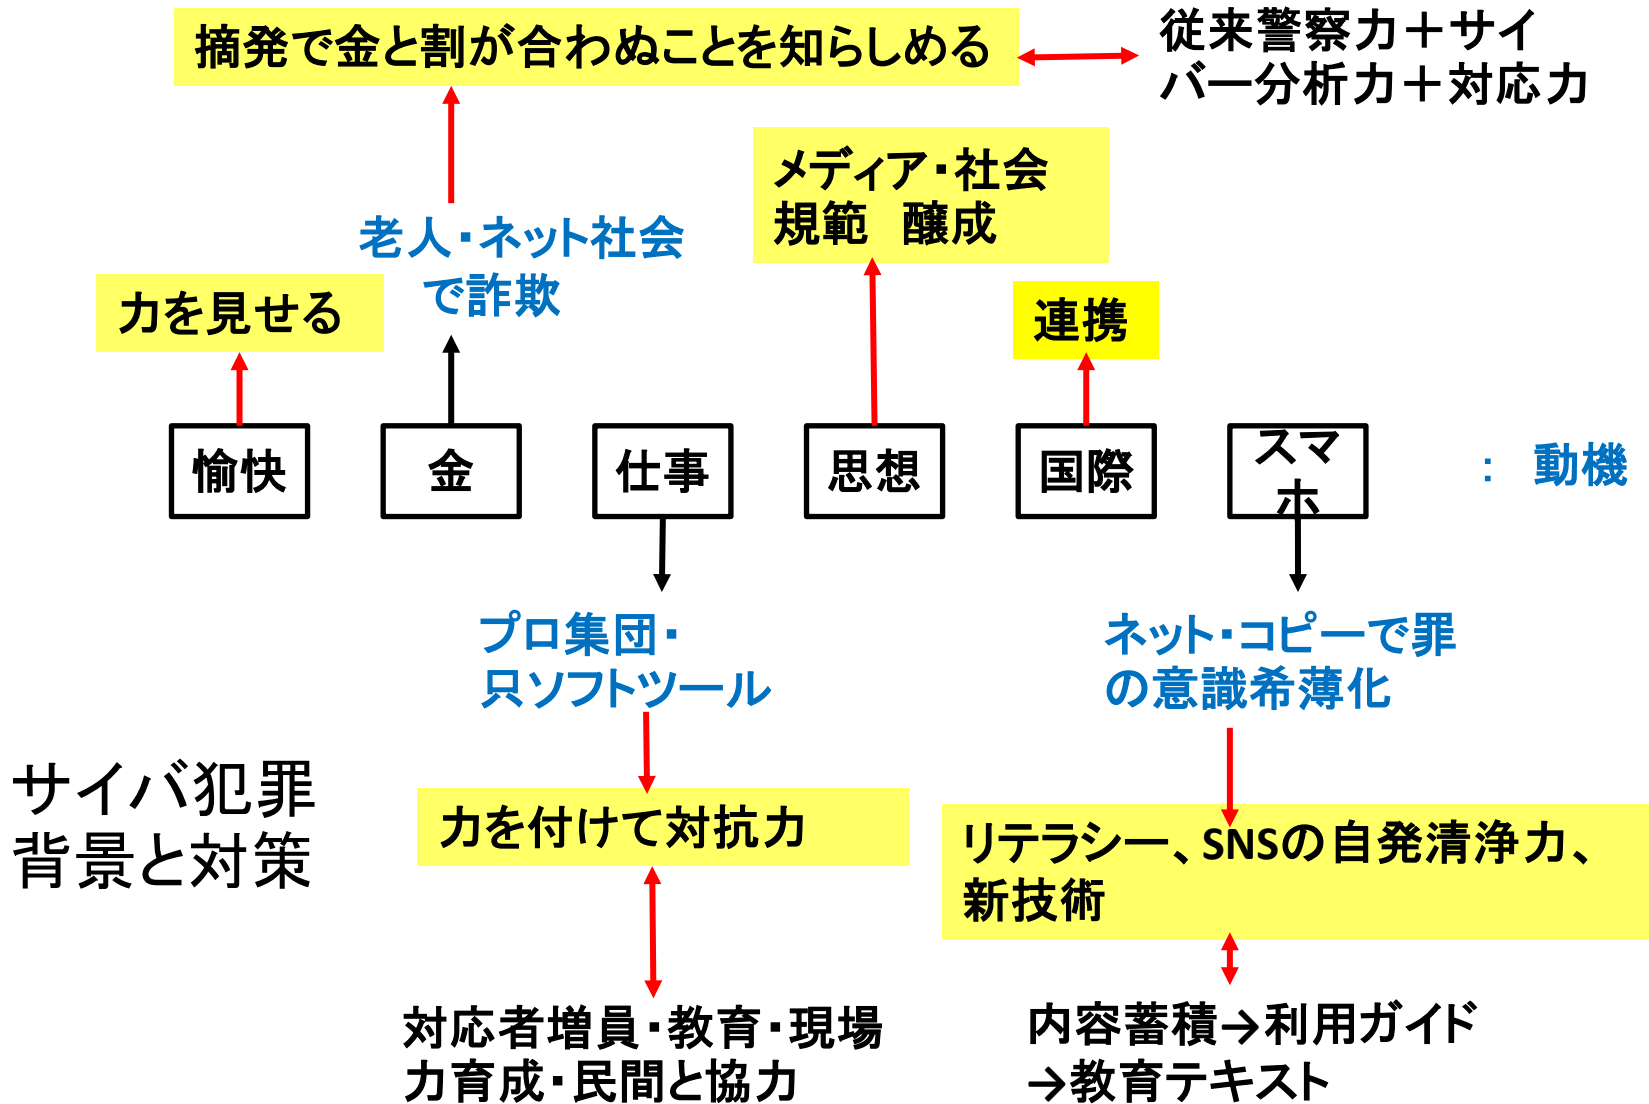 摘発で金と割が合わぬことを知らしめる
従来警察力＋サイ
バー分析力＋対応力
メディア・社会
規範　醸成
老人・ネット社会
で詐欺
力を見せる
連携
愉快
金
仕事
思想
国際
スマ
ホ
：　動機
プロ集団・
只ソフトツール
ネット・コピーで罪
の意識希薄化
サイバ犯罪
背景と対策
力を付けて対抗力
リテラシー、SNSの自発清浄力、
新技術
対応者増員・教育・現場
力育成・民間と協力
内容蓄積→利用ガイド
→教育テキスト